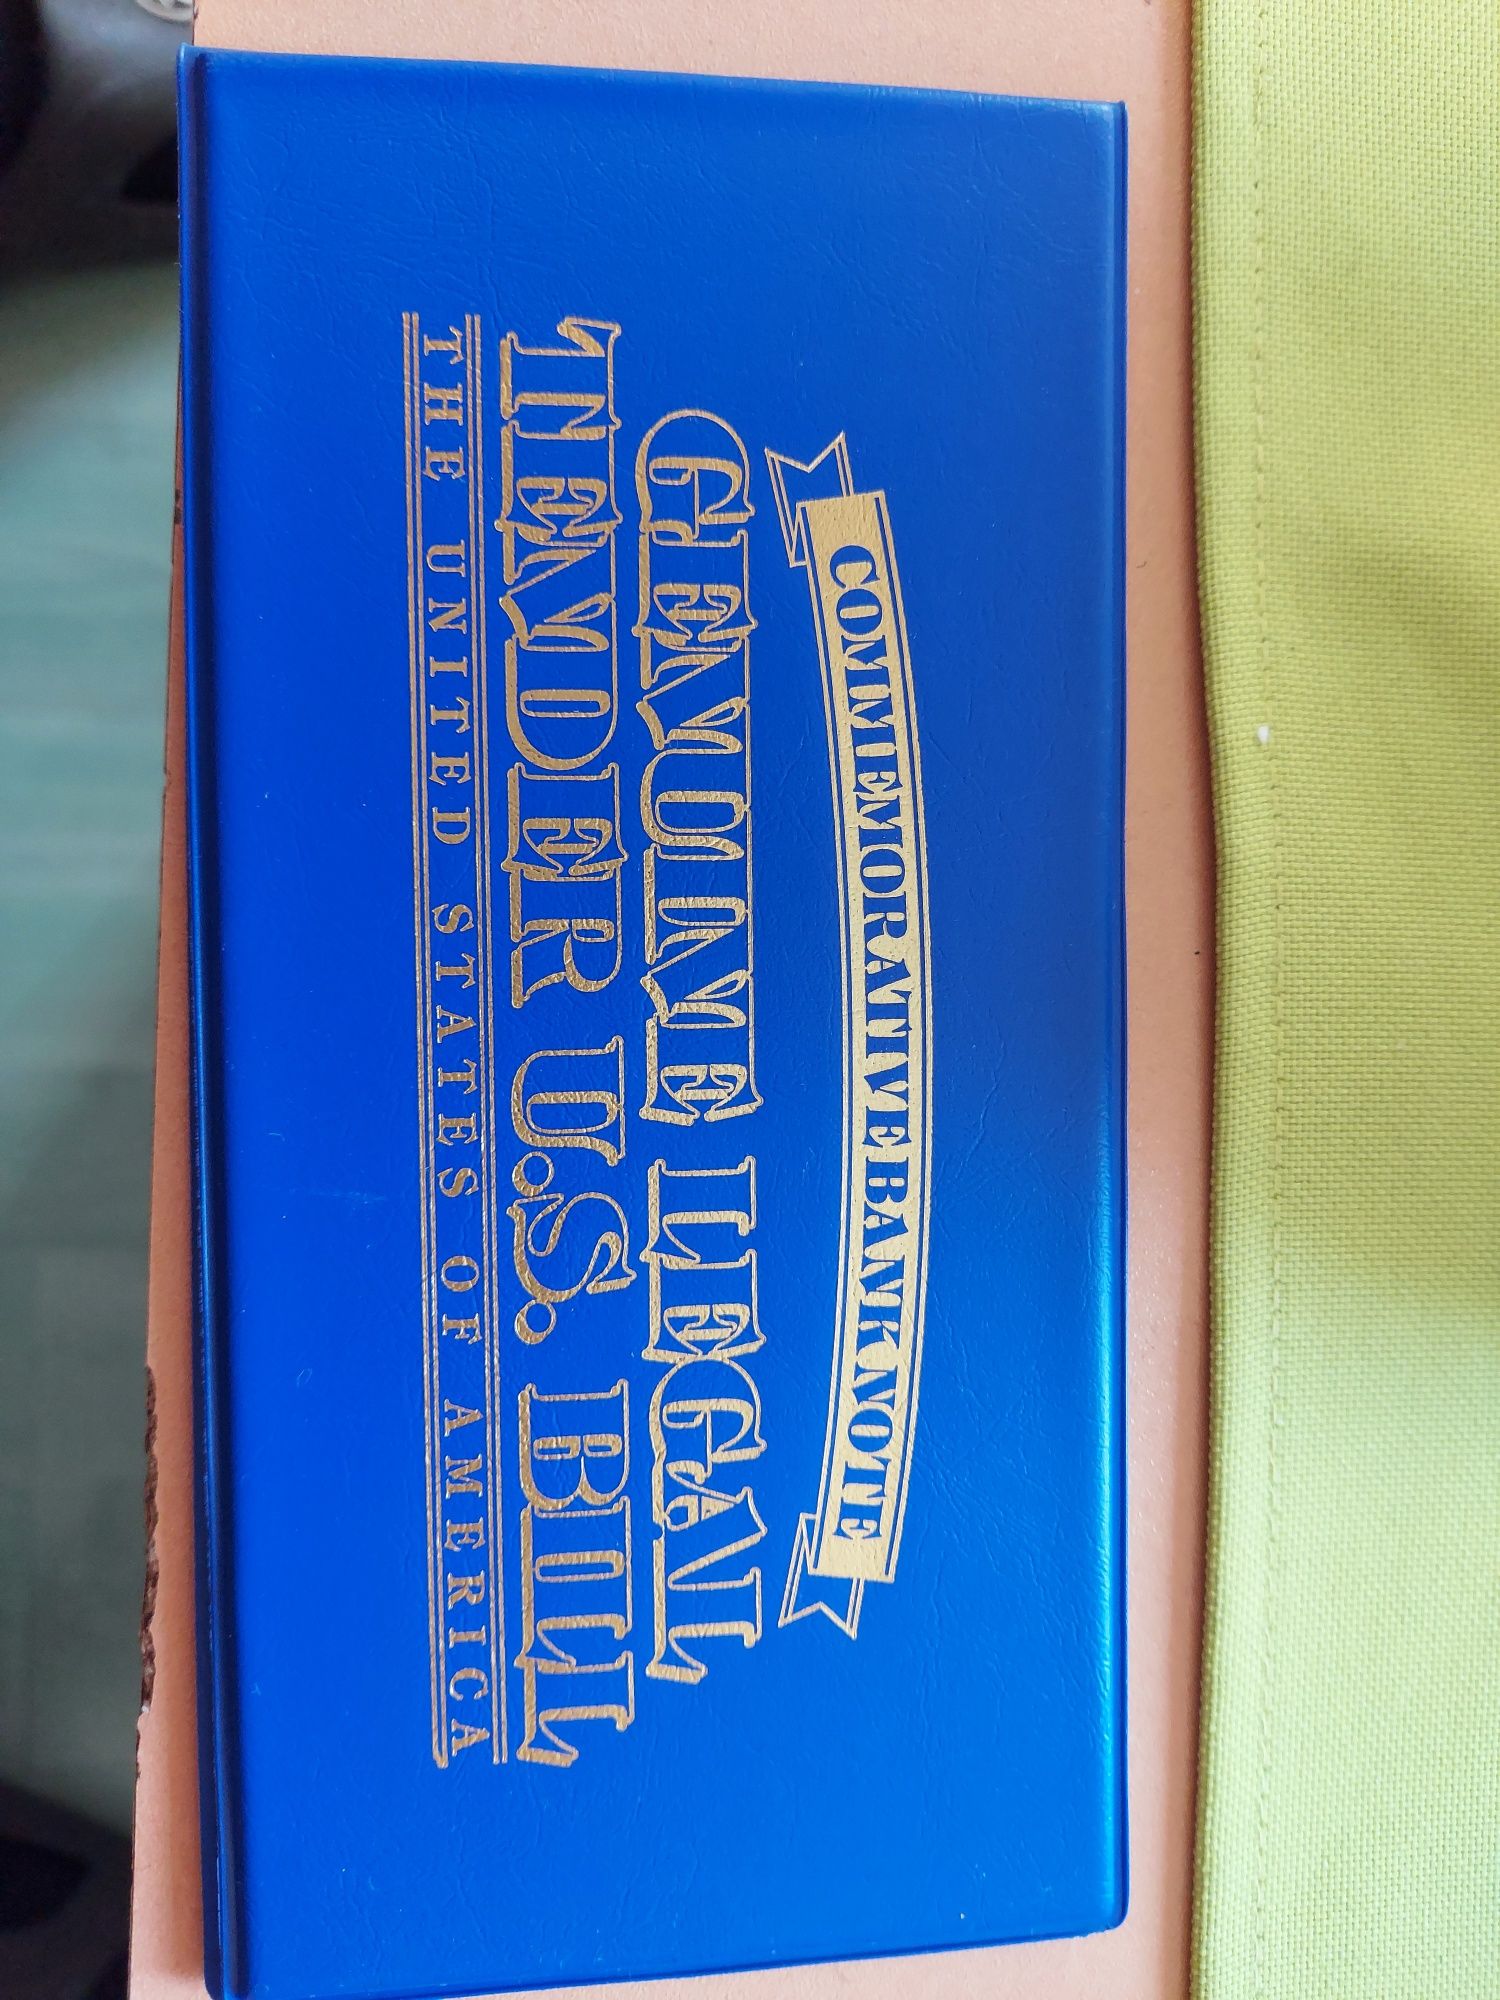 COMMEMORATIVE BANKNOTE
GENUINE LEGAL
TENDER U.S. BILL
THE UNITED STATES OF AMERICA